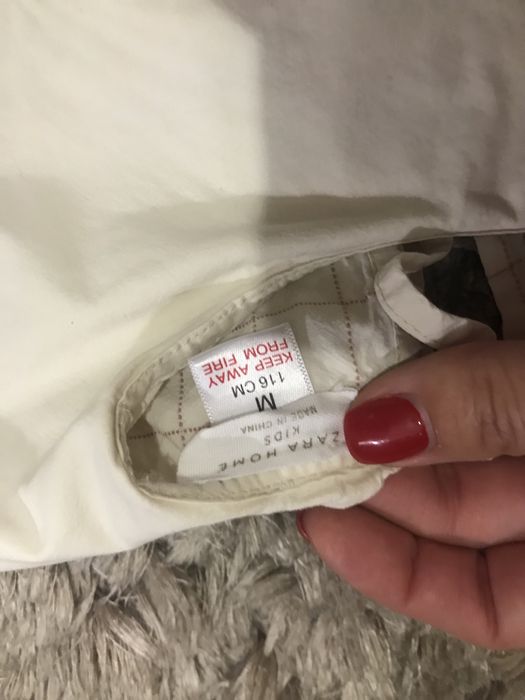 ZARA HOME
KIDS
MADE IN CHINA
M
116 CM
KEEP AWAY
FROM FIRE